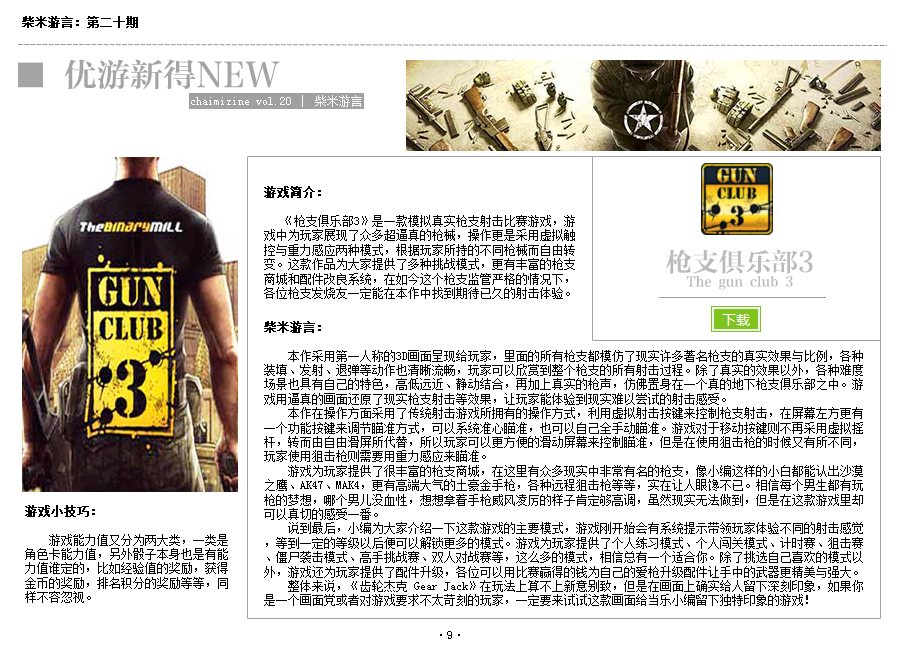 柴米游言：第二十期
优游新得NEW
chaimizine vol.20 | 柴米游言
THEBINARYMILL
GUN
CLUB
3
游戏小技巧：
游戏能力值又分为两大类，一类是
角色卡能力值，另外骰子本身也是有能
力值谁定的，比如经验值的奖励，获得
金币的奖励，排名积分的奖励等等，同
样不容忽视。
游戏简介：
《枪支俱乐部3》是一款模拟真实枪支射击比赛游戏，游
戏中为玩家展现了众多超逼真的枪械，操作更是采用虚拟触
控与重力感应两种模式，根据玩家所持的不同枪械而自由转
变。这款作品为大家提供了多种挑战模式，更有丰富的枪支
商城和配件改良系统，在如今这个枪支监管严格的情况下，
各位枪支发烧友一定能在本作中找到期待已久的射击体验。
GUN
CLUB
3
枪支俱乐部3
The gun club 3
下载
柴米游言：
本作采用第一人称的3D画面呈现给玩家，里面的所有枪支都模仿了现实许多著名枪支的真实效果与比例，各种
装填、发射、退弹等动作也清晰流畅，玩家可以欣赏到整个枪支的所有射击过程。除了真实的效果以外，各种难度
场景也具有自己的特色，高低远近、静动结合，再加上真实的枪声，仿佛置身在一个真的地下枪支俱乐部之中。游
戏用逼真的画面还原了现实枪支射击等效果，让玩家能体验到现实难以尝试的射击感受。
本作在操作方面采用了传统射击游戏所拥有的操作方式，利用虚拟射击按键来控制枪支射击，在屏幕左方更有
一个功能按键来调节瞄准方式，可以系统准心瞄准，也可以自己全手动瞄准。游戏对于移动按键则不再采用虚拟摇
杆，转而由自由滑屏所代替，所以玩家可以更方便的滑动屏幕来控制瞄准，但是在使用狙击枪的时候又有所不同，
玩家使用狙击枪则需要用重力感应来瞄准。
游戏为玩家提供了很丰富的枪支商城，在这里有众多现实中非常有名的枪支，像小编这样的小白都能认出沙漠
之鹰、AK47、MAK4，更有高端大气的土豪金手枪，各种远程狙击枪等等，实在让人眼馋不已。相信每个男生都有玩
枪的梦想，哪个男儿没血性，想想拿着手枪威风凌厉的样子肯定够高调，虽然现实无法做到，但是在这款游戏里却
可以真切的感受一番。
说到最后，小编为大家介绍一下这款游戏的主要模式，游戏刚开始会有系统提示带领玩家体验不同的射击感觉
，等到一定的等级以后便可以解锁更多的模式。游戏为玩家提供了个人练习模式、个人闯关模式、计时赛、狙击赛
、僵尸袭击模式、高手挑战赛、双人对战赛等，这么多的模式，相信总有一个适合你。除了挑选自己喜欢的模式以
外，游戏还为玩家提供了配件升级，各位可以用比赛赢得的钱为自己的爱枪升级配件让手中的武器更精美与强大。
整体来说，《齿轮杰克 Gear Jack》在玩法上算不上新意别致，但是在画面上确实给人留下深刻印象，如果你
是一个画面党或者对游戏要求不太苛刻的玩家，一定要来试试这款画面给当乐小编留下独特印象的游戏！
·9·